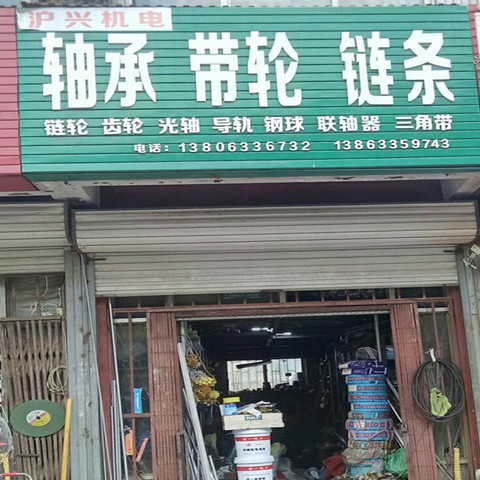 沪兴机电
轴承 带轮 链条
链轮 齿轮 光轴 导轨 钢球 联轴器 三角带
电话：13806336732 13863359743